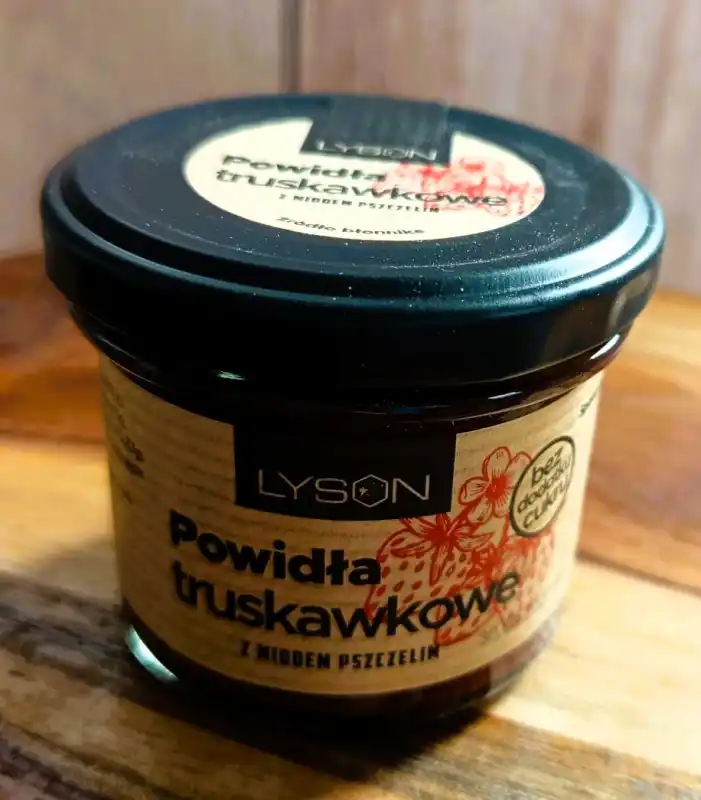 LYSON
Powidła
truskawkowe
Z MIODEM PSZCZELIM
Źródło błonnika
LYSON
bez
dodatku
cukru
Powidła
truskawkowe
Z MIODEM PSZCZELIM